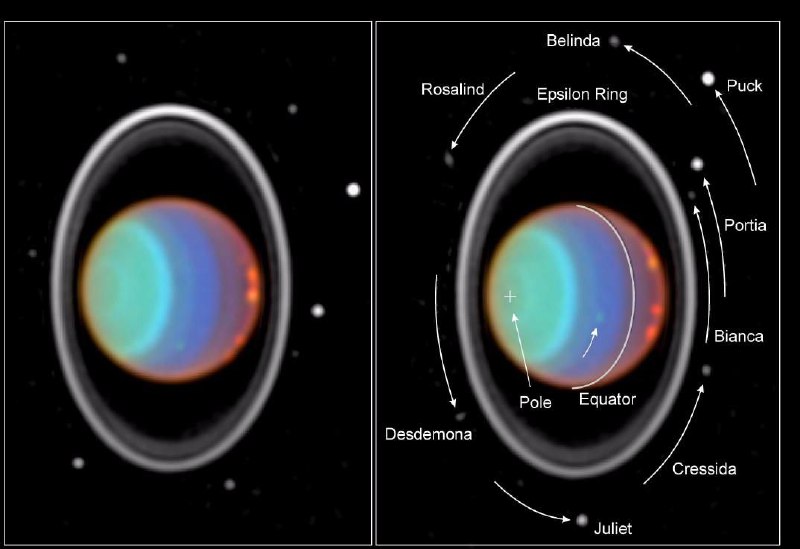 Belinda
Puck
Rosalind
Epsilon Ring
Portia
Bianca
Pole
Equator
Desdemona
Cressida
Juliet